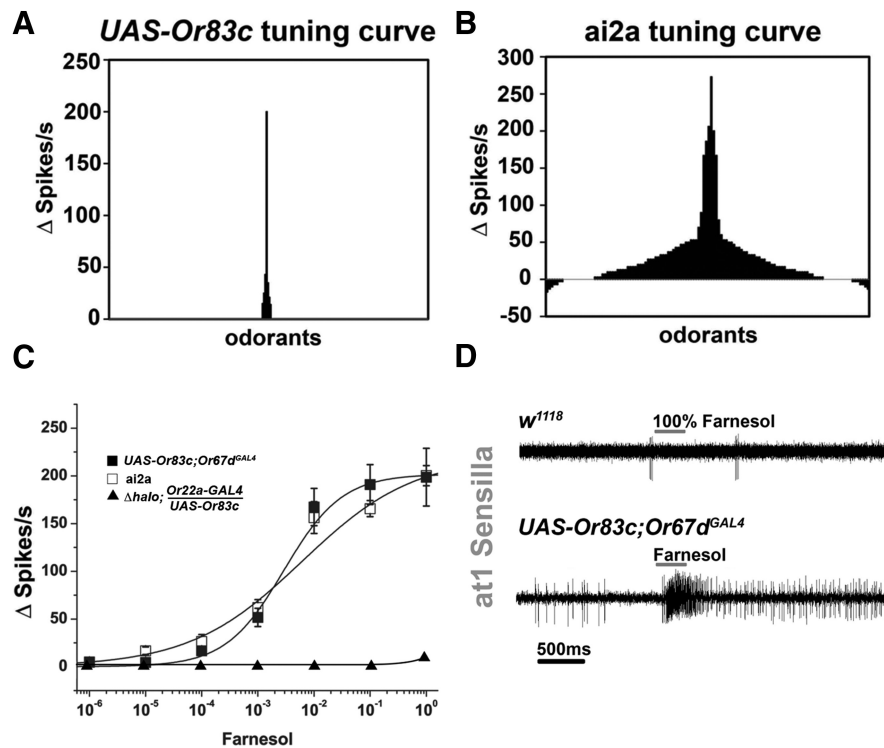 A
UAS-Or83c tuning curve
250
200
150
100
50
0
Δ Spikes/s
odorants
B
ai2a tuning curve
300
250
200
150
100
50
0
-50
Δ Spikes/s
odorants
C
250
200
150
100
50
0
Δ Spikes/s
UAS-Or83c;Or67d^GAL4
ai2a
Δhalo; Or22a-GAL4
UAS-Or83c
10^-6 10^-5 10^-4 10^-3 10^-2 10^-1 10^0
Farnesol
D
at1 Sensilla
w^1118
100% Farnesol
UAS-Or83c;Or67d^GAL4
Farnesol
500ms